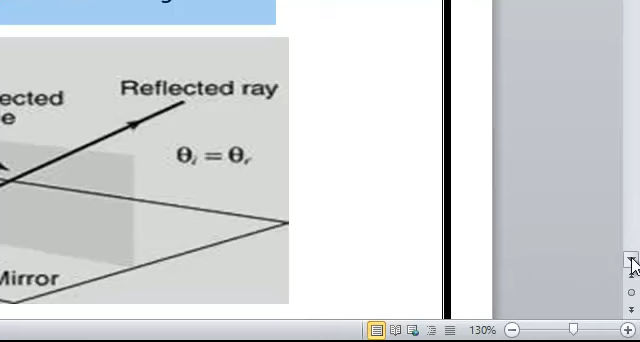 Reflected ray
ected
e
θi = θr
Mirror
130%